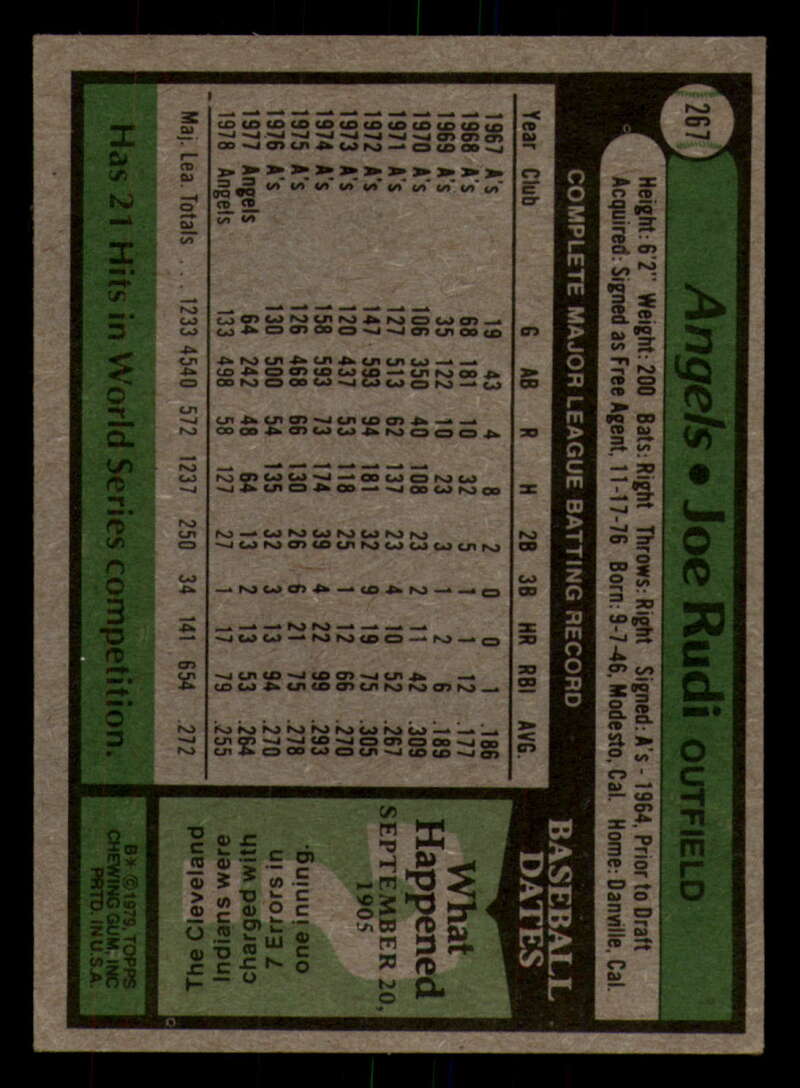 267
Angels • Joe Rudi OUTFIELD
Height: 6'2" Weight: 200 Bats: Right Throws: Right Signed: A's - 1964, Prior to Draft
Acquired: Signed as Free Agent, 11-17-76 Born: 9-7-46, Modesto, Cal. Home: Danville, Cal.
COMPLETE MAJOR LEAGUE BATTING RECORD
Year Club G AB R H 2B 3B HR RBI AVG.
1967 A's 19 43 4 8 2 0 0 1 .186
1968 A's 68 181 10 32 5 1 1 12 .177
1969 A's 35 122 10 23 3 1 2 6 .189
1970 A's 106 350 40 108 23 2 11 42 .309
1971 A's 127 513 62 137 23 4 10 52 .267
1972 A's 147 593 94 181 32 9 19 75 .305
1973 A's 120 437 53 118 25 1 12 66 .270
1974 A's 158 593 73 174 39 4 22 99 .293
1975 A's 126 468 66 130 26 6 21 75 .278
1976 A's 130 500 54 135 32 3 13 94 .270
1977 Angels 64 242 48 64 13 2 13 53 .264
1978 Angels 133 498 58 127 27 1 17 79 .255
Maj. Lea. Totals . . . 1233 4540 572 1237 250 34 141 654 .272
Has 21 Hits in World Series competition.
BASEBALL
DATES
What
Happened
SEPTEMBER 20,
1905
The Cleveland
Indians were
charged with
7 Errors in
one inning.
B* ©1979, TOPPS
CHEWING GUM, INC
PRTD. IN U.S.A.